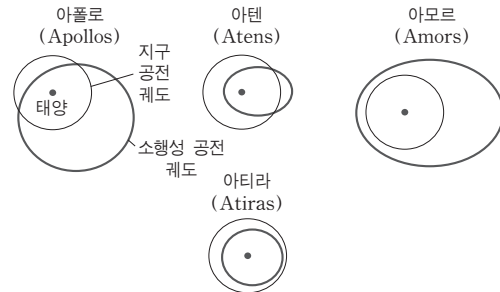 아폴로
(Apollos)
아텐
(Atens)
아모르
(Amors)
지구
공전
궤도
태양
소행성 공전
궤도
아티라
(Atiras)